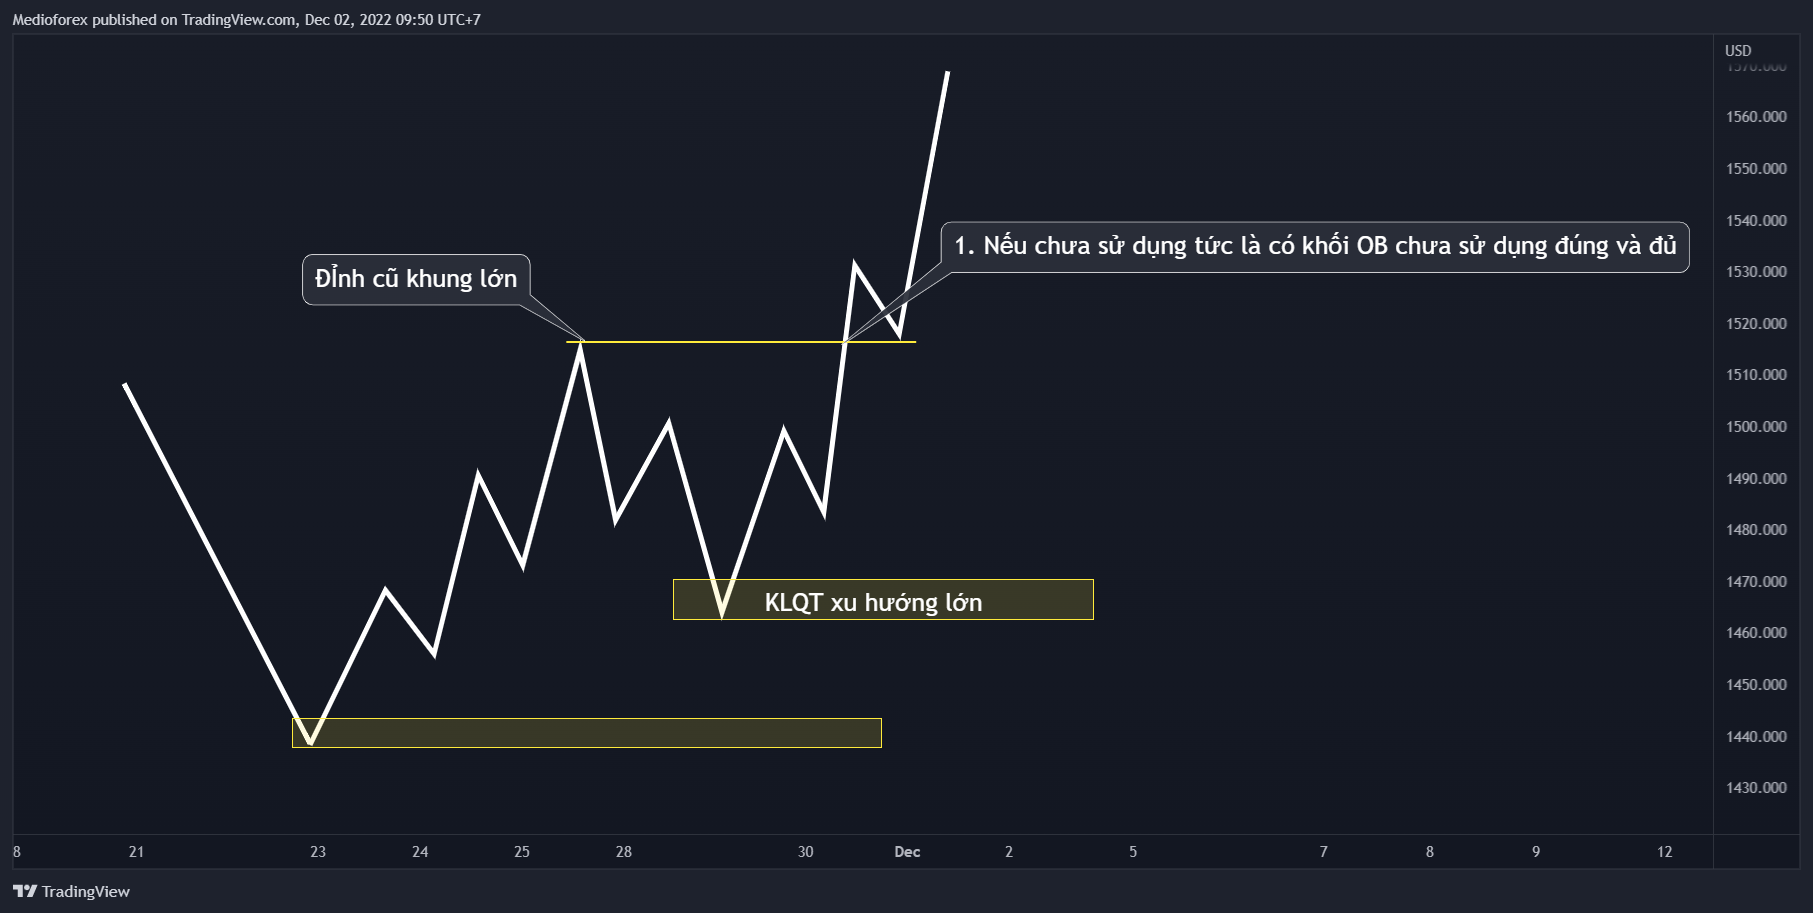 Medioforex published on TradingView.com, Dec 02, 2022 09:50 UTC+7
USD
1570.000
1560.000
1550.000
1540.000
1. Nếu chưa sử dụng tức là có khối OB chưa sử dụng đúng và đủ
ĐỈnh cũ khung lớn
1530.000
1520.000
1510.000
1500.000
1490.000
1480.000
1470.000
KLQT xu hướng lớn
1460.000
1450.000
1440.000
1430.000
8 21 23 24 25 28 30 Dec 2 5 7 8 9 12
TradingView